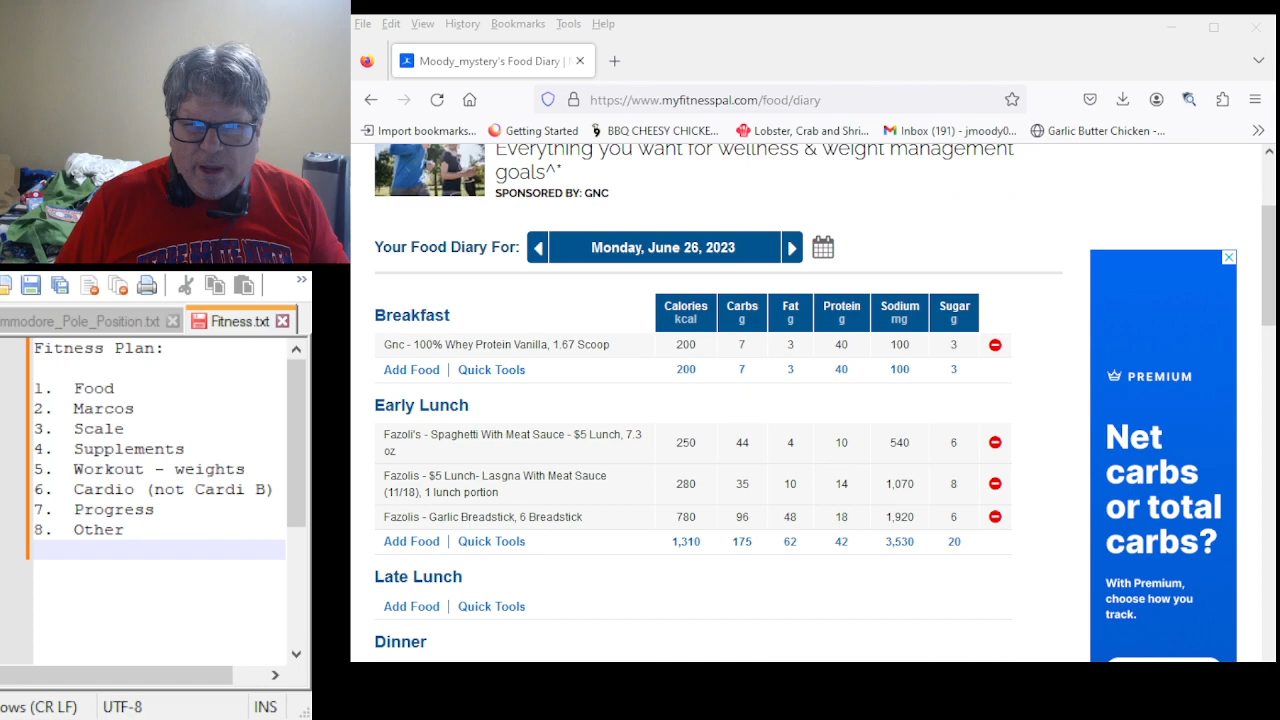 File Edit View History Bookmarks Tools Help
Moody_mystery's Food Diary |
https://www.myfitnesspal.com/food/diary
Import bookmarks... Getting Started BBQ CHEESY CHICKE... Lobster, Crab and Shri... Inbox (191) - jmoody0... Garlic Butter Chicken -...
Everything you want for wellness & weight management
goals^*
SPONSORED BY: GNC
Your Food Diary For: Monday, June 26, 2023
Breakfast Calories kcal Carbs g Fat g Protein g Sodium mg Sugar g
Gnc - 100% Whey Protein Vanilla, 1.67 Scoop 200 7 3 40 100 3
Add Food | Quick Tools 200 7 3 40 100 3
Early Lunch
Fazoli's - Spaghetti With Meat Sauce - $5 Lunch, 7.3
oz 250 44 4 10 540 6
Fazolis - $5 Lunch- Lasgna With Meat Sauce
(11/18), 1 lunch portion 280 35 10 14 1,070 8
Fazolis - Garlic Breadstick, 6 Breadstick 780 96 48 18 1,920 6
Add Food | Quick Tools 1,310 175 62 42 3,530 20
Late Lunch
Add Food | Quick Tools
Dinner
PREMIUM
Net
carbs
or total
carbs?
With Premium,
choose how you
track.
mmodore_Pole_Position.txt Fitness.txt
Fitness Plan:
1. Food
2. Marcos
3. Scale
4. Supplements
5. Workout - weights
6. Cardio (not Cardi B)
7. Progress
8. Other
ows (CR LF) UTF-8 INS